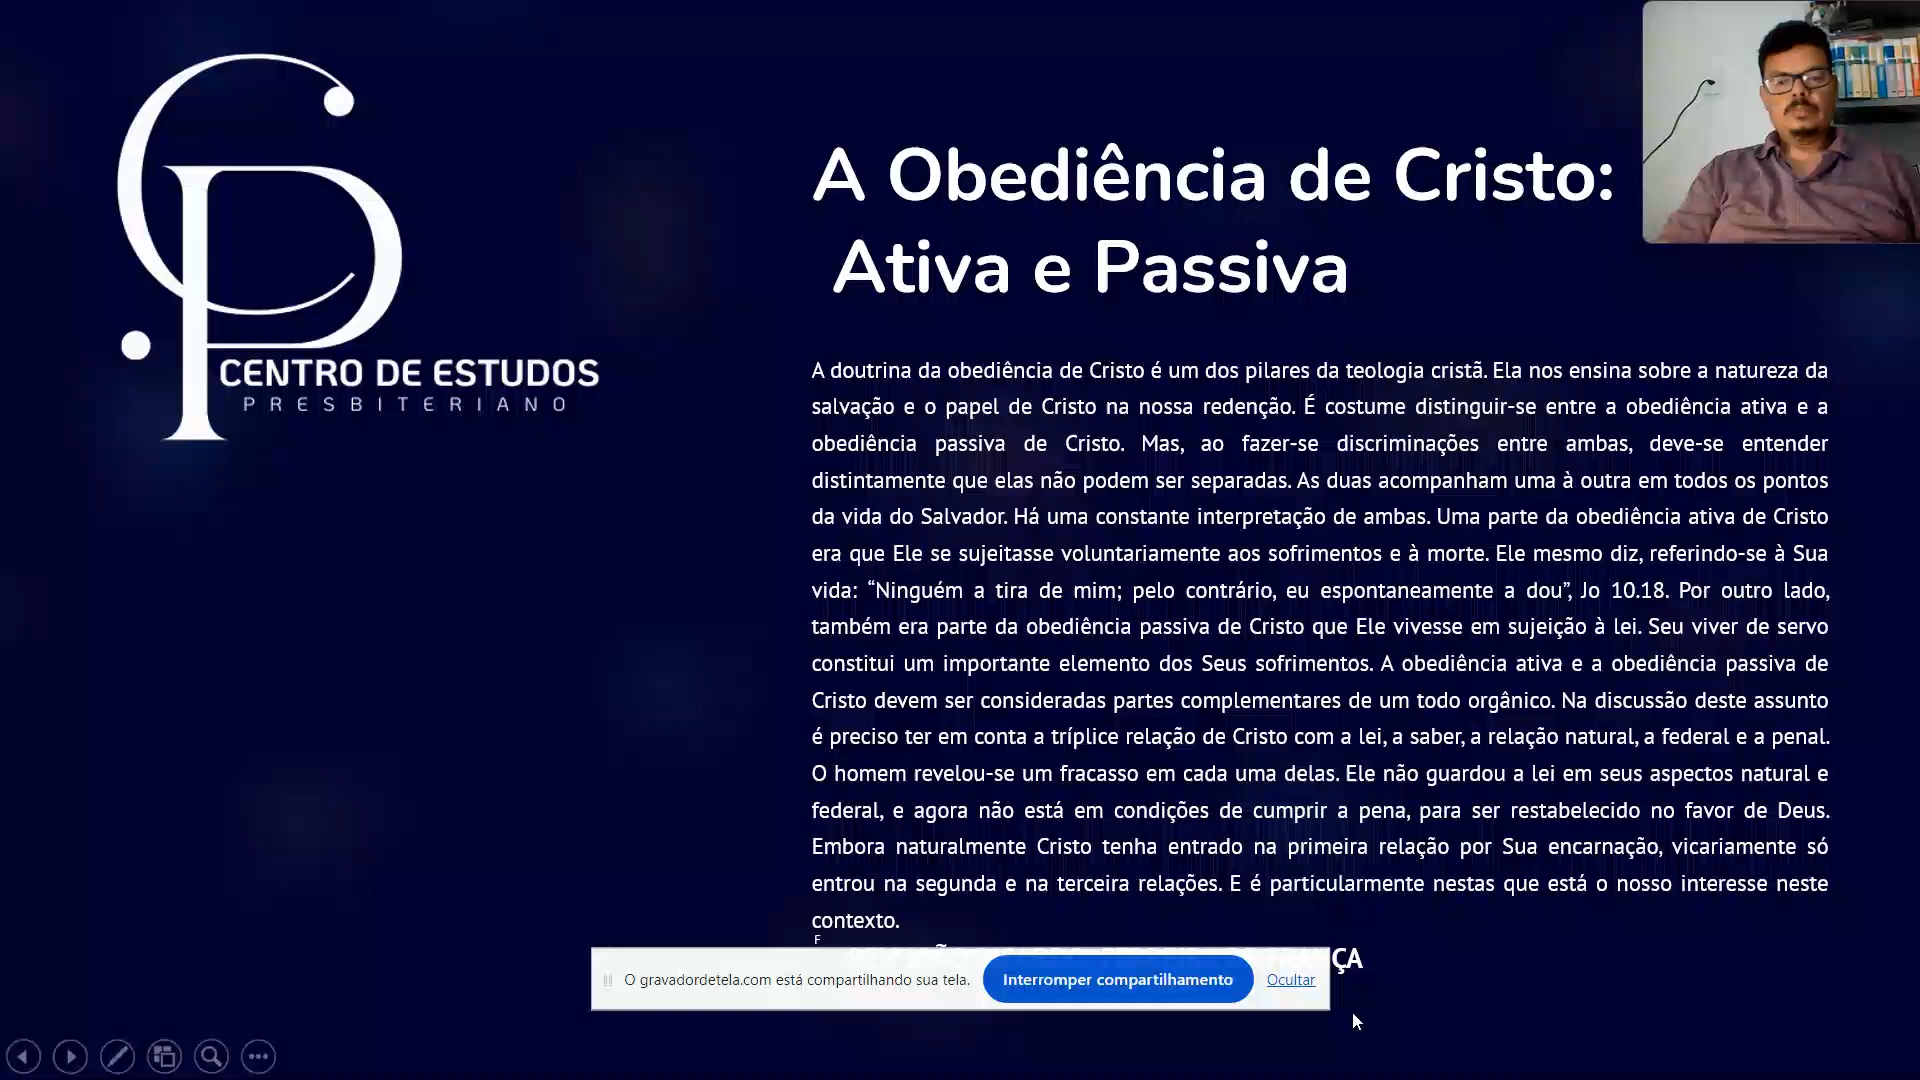 CENTRO DE ESTUDOS
PRESBITERIANO
A Obediência de Cristo:
Ativa e Passiva
A doutrina da obediência de Cristo é um dos pilares da teologia cristã. Ela nos ensina sobre a natureza da
salvação e o papel de Cristo na nossa redenção. É costume distinguir-se entre a obediência ativa e a
obediência passiva de Cristo. Mas, ao fazer-se discriminações entre ambas, deve-se entender
distintamente que elas não podem ser separadas. As duas acompanham uma à outra em todos os pontos
da vida do Salvador. Há uma constante interpretação de ambas. Uma parte da obediência ativa de Cristo
era que Ele se sujeitasse voluntariamente aos sofrimentos e à morte. Ele mesmo diz, referindo-se à Sua
vida: “Ninguém a tira de mim; pelo contrário, eu espontaneamente a dou”, Jo 10.18. Por outro lado,
também era parte da obediência passiva de Cristo que Ele vivesse em sujeição à lei. Seu viver de servo
constitui um importante elemento dos Seus sofrimentos. A obediência ativa e a obediência passiva de
Cristo devem ser consideradas partes complementares de um todo orgânico. Na discussão deste assunto
é preciso ter em conta a tríplice relação de Cristo com a lei, a saber, a relação natural, a federal e a penal.
O homem revelou-se um fracasso em cada uma delas. Ele não guardou a lei em seus aspectos natural e
federal, e agora não está em condições de cumprir a pena, para ser restabelecido no favor de Deus.
Embora naturalmente Cristo tenha entrado na primeira relação por Sua encarnação, vicariamente só
entrou na segunda e na terceira relações. E é particularmente nestas que está o nosso interesse neste
contexto.
F
ÇA
O gravadordetela.com está compartilhando sua tela.
Interromper compartilhamento
Ocultar